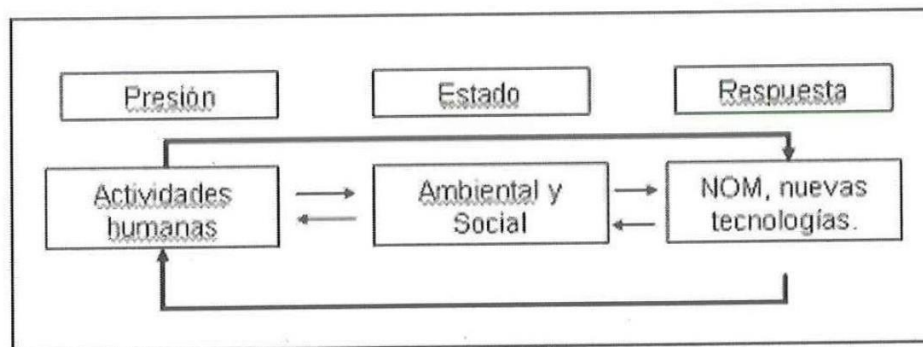 Presión
Estado
Respuesta
Actividades
humanas
Ambiental y
Social
NOM, nuevas
tecnologías.